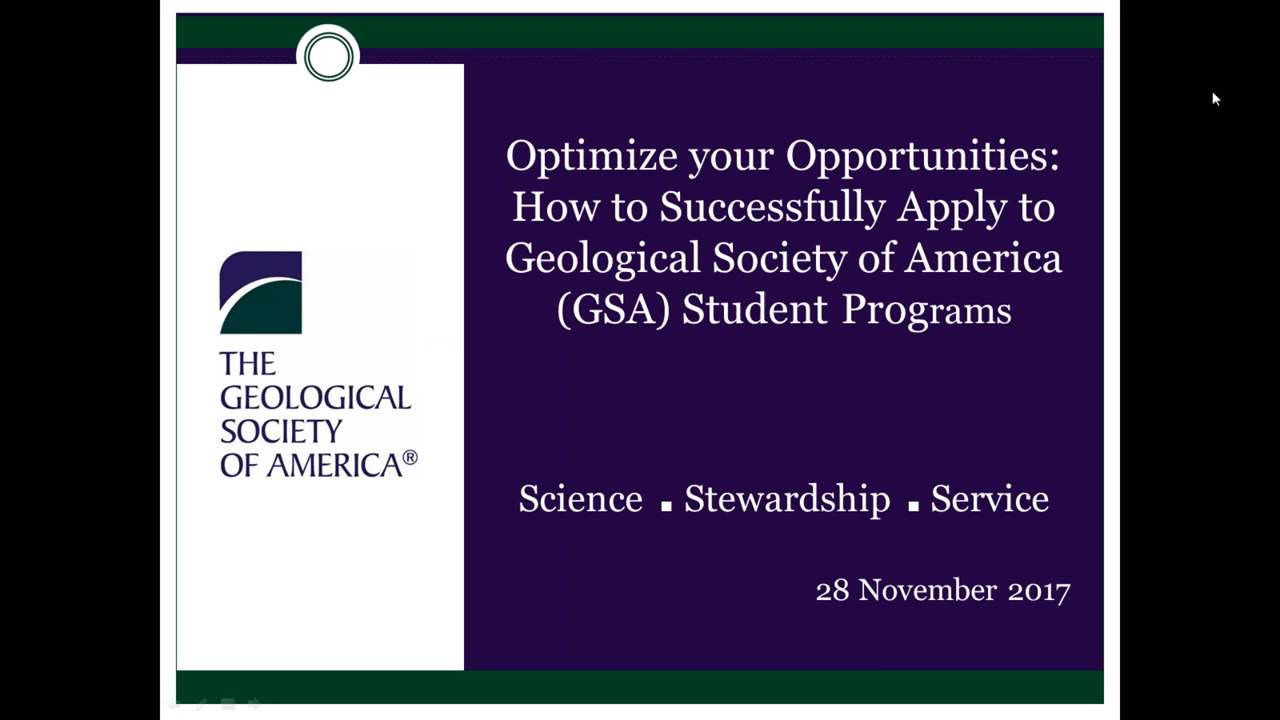 Optimize your Opportunities:
How to Successfully Apply to
Geological Society of America
(GSA) Student Programs
THE
GEOLOGICAL
SOCIETY
OF AMERICA®
Science ▪ Stewardship ▪ Service
28 November 2017